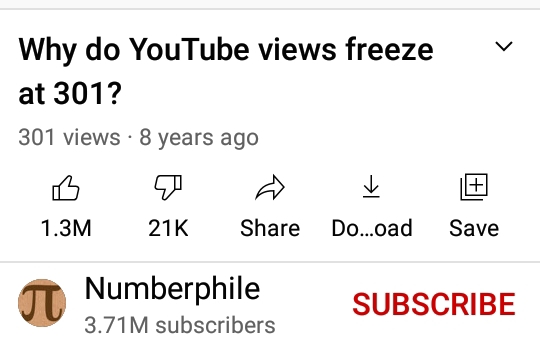 Why do YouTube views freeze
at 301?
301 views · 8 years ago
1.3M 21K Share Do...oad Save
Numberphile
SUBSCRIBE
3.71M subscribers